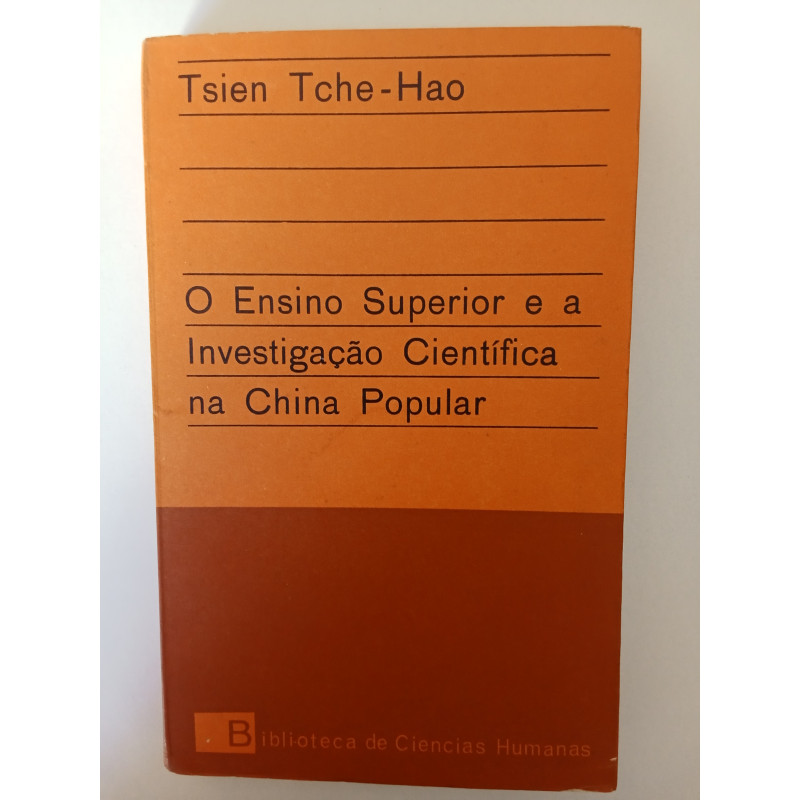 Tsien Tche-Hao
O Ensino Superior e a
Investigação Científica
na China Popular
Biblioteca de Ciencias Humanas